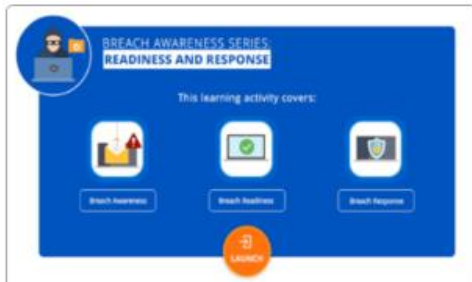 BREACH AWARENESS SERIES:
READINESS AND RESPONSE
This learning activity covers:
Breach Awareness
Breach Readiness
Breach Response
LAUNCH